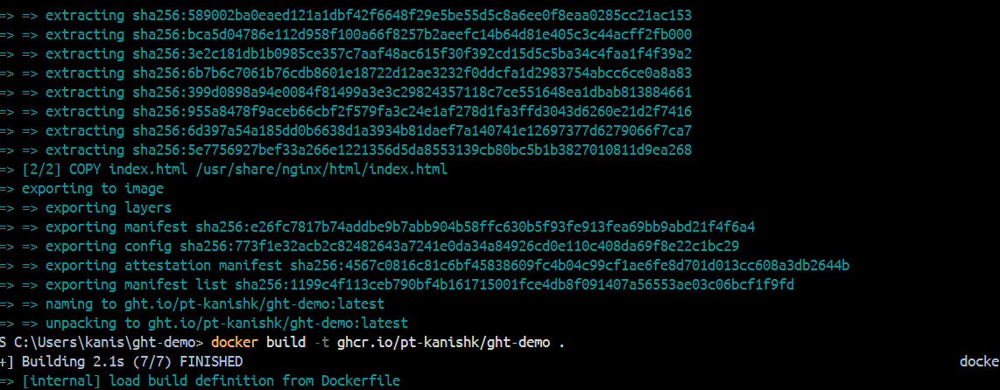 => => extracting sha256:589002ba0eaed121a1dbf42f6648f29e5be55d5c8a6ee0f8eaa0285cc21ac153
=> => extracting sha256:bca5d04786e112d958f100a66f8257b2aeefc14b64d81e405c3c44acff2fb000
=> => extracting sha256:3e2c181db1b0985ce357c7aaf48ac615f30f392cd15d5c5ba34c4faa1f4f39a2
=> => extracting sha256:6b7b6c7061b76cdb8601e18722d12ae3232f0ddcfa1d2983754abcc6ce0a8a83
=> => extracting sha256:399d0898a94e0084f81499a3e3c29824357118c7ce551648ea1dbab813884661
=> => extracting sha256:955a8478f9aceb66cbf2f579fa3c24e1af278d1fa3ffd3043d6260e21d2f7416
=> => extracting sha256:6d397a54a185dd0b6638d1a3934b81daef7a140741e12697377d6279066f7ca7
=> => extracting sha256:5e7756927bef33a266e1221356d5da8553139cb80bc5b1b3827010811d9ea268
=> [2/2] COPY index.html /usr/share/nginx/html/index.html
=> exporting to image
=> => exporting layers
=> => exporting manifest sha256:e26fc7817b74addbe9b7abb904b58ffc630b5f93fe913fea69bb9abd21f4f6a4
=> => exporting config sha256:773f1e32acb2c82482643a7241e0da34a84926cd0e110c408da69f8e22c1bc29
=> => exporting attestation manifest sha256:4567c0816c81c6bf45838609fc4b04c99cf1ae6fe8d701d013cc608a3db2644b
=> => exporting manifest list sha256:1199c4f113ceb790bf4b161715001fce4db8f091407a56553ae03c06bcf1f9fd
=> => naming to ght.io/pt-kanishk/ght-demo:latest
=> => unpacking to ght.io/pt-kanishk/ght-demo:latest
S C:\Users\kanis\ght-demo> docker build -t ghcr.io/pt-kanishk/ght-demo .
+] Building 2.1s (7/7) FINISHED docke
=> [internal] load build definition from Dockerfile